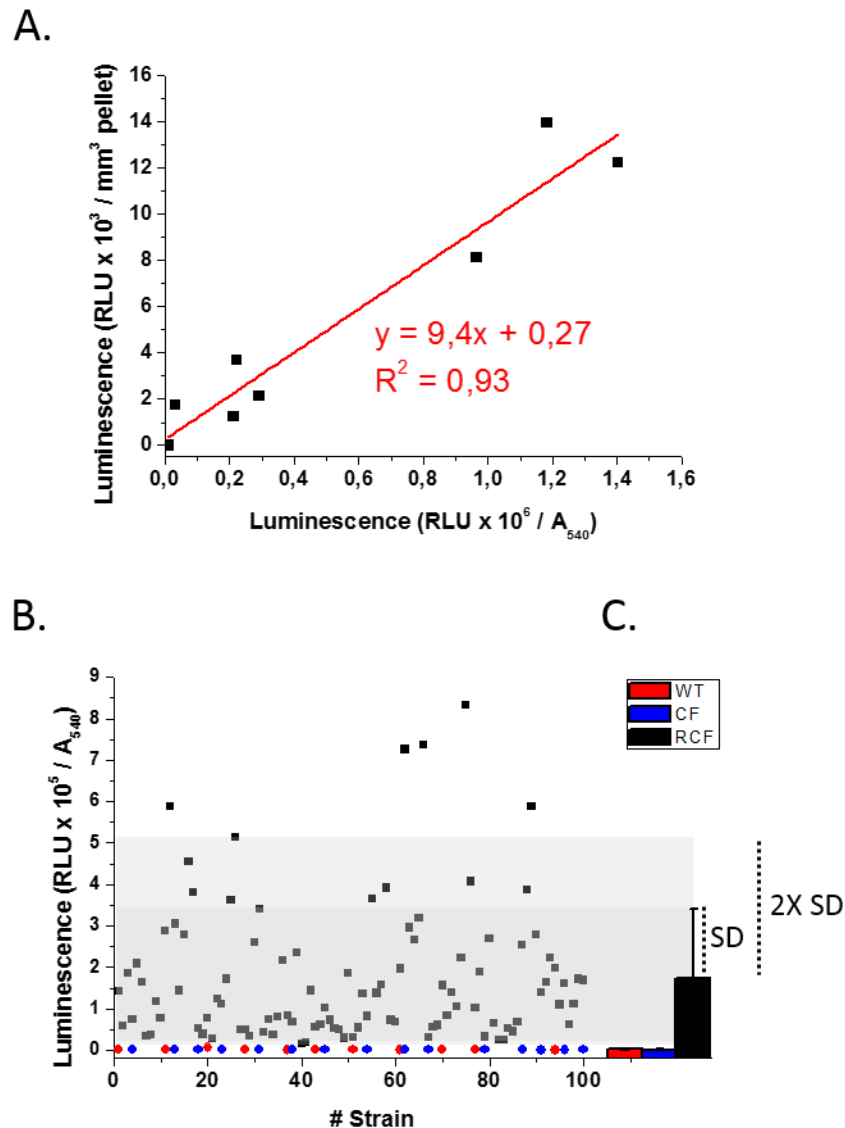 A.
16
14
12
10
8
6
4
2
0
Luminescence (RLU x 10³ / mm³ pellet)
y = 9,4x + 0,27
R² = 0,93
0,0 0,2 0,4 0,6 0,8 1,0 1,2 1,4 1,6
Luminescence (RLU x 10⁶ / A₅₄₀)
B.
9
8
7
6
5
4
3
2
1
0
Luminescence (RLU x 10⁵ / A₅₄₀)
0 20 40 60 80 100
# Strain
C.
WT
CF
RCF
SD
2X SD